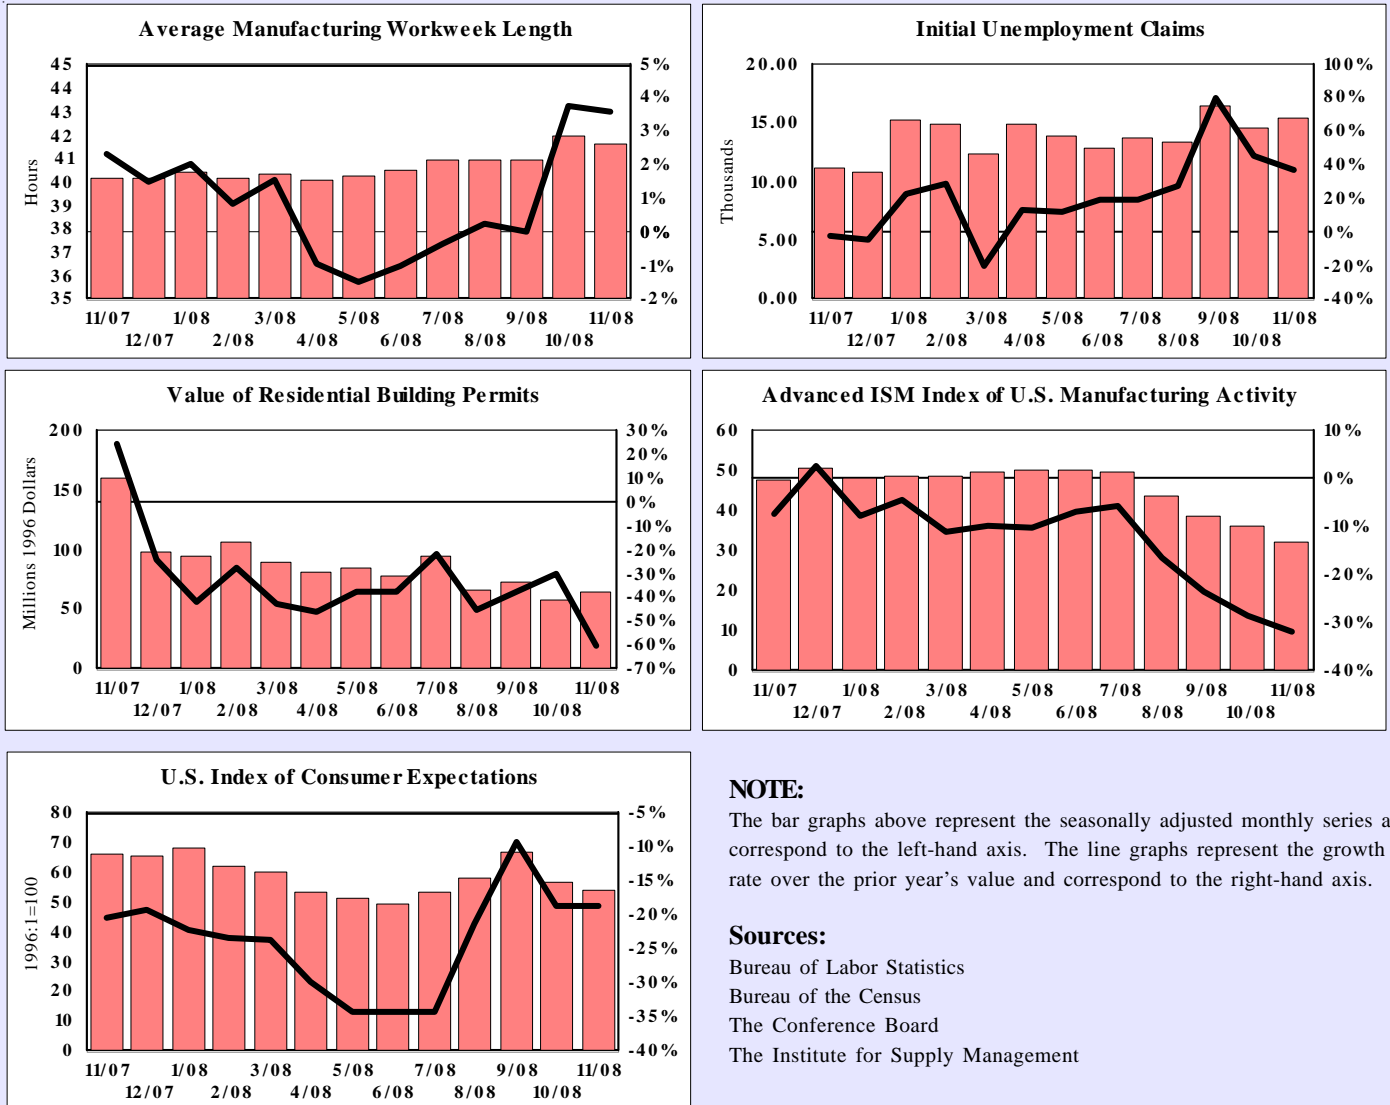 Average Manufacturing Workweek Length
45
44
43
42
41
40
39
38
37
36
35
Hours
5%
4%
3%
2%
1%
0%
-1%
-2%
11/07 1/08 3/08 5/08 7/08 9/08 11/08
12/07 2/08 4/08 6/08 8/08 10/08
Initial Unemployment Claims
20.00
15.00
10.00
5.00
0.00
Thousands
100%
80%
60%
40%
20%
0%
-20%
-40%
11/07 1/08 3/08 5/08 7/08 9/08 11/08
12/07 2/08 4/08 6/08 8/08 10/08
Value of Residential Building Permits
200
150
100
50
0
Millions 1996 Dollars
30%
20%
10%
0%
-10%
-20%
-30%
-40%
-50%
-60%
-70%
11/07 1/08 3/08 5/08 7/08 9/08 11/08
12/07 2/08 4/08 6/08 8/08 10/08
Advanced ISM Index of U.S. Manufacturing Activity
60
50
40
30
20
10
0
10%
0%
-10%
-20%
-30%
-40%
11/07 1/08 3/08 5/08 7/08 9/08 11/08
12/07 2/08 4/08 6/08 8/08 10/08
U.S. Index of Consumer Expectations
80
70
60
50
40
30
20
10
0
1996:1=100
-5%
-10%
-15%
-20%
-25%
-30%
-35%
-40%
11/07 1/08 3/08 5/08 7/08 9/08 11/08
12/07 2/08 4/08 6/08 8/08 10/08
NOTE:
The bar graphs above represent the seasonally adjusted monthly series a
correspond to the left-hand axis. The line graphs represent the growth
rate over the prior year's value and correspond to the right-hand axis.
Sources:
Bureau of Labor Statistics
Bureau of the Census
The Conference Board
The Institute for Supply Management